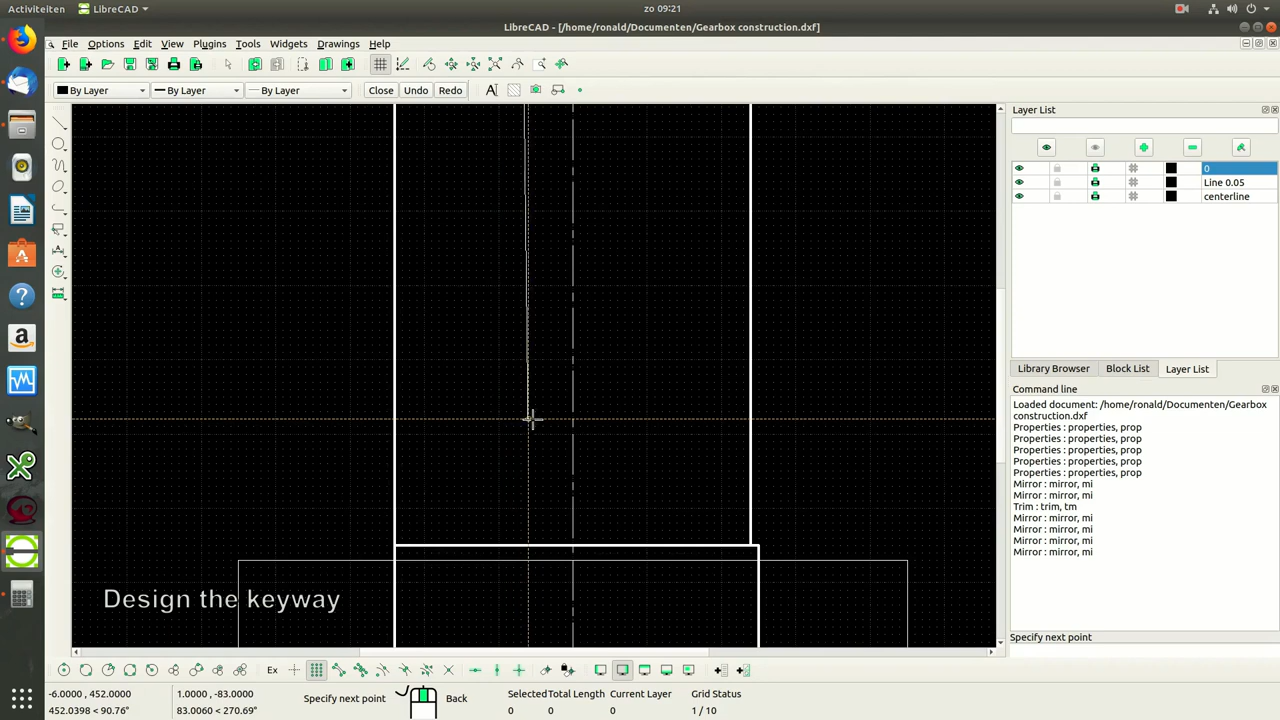 Activiteiten
LibreCAD
zo 09:21
LibreCAD - [/home/ronald/Documenten/Gearbox construction.dxf]
File Options Edit View Plugins Tools Widgets Drawings Help
By Layer By Layer By Layer Close Undo Redo
Layer List
0
Line 0.05
centerline
Library Browser Block List Layer List
Command line
Loaded document: /home/ronald/Documenten/Gearbox
construction.dxf
Properties : properties, prop
Properties : properties, prop
Properties : properties, prop
Properties : properties, prop
Properties : properties, prop
Mirror : mirror, mi
Mirror : mirror, mi
Trim : trim, tm
Mirror : mirror, mi
Mirror : mirror, mi
Mirror : mirror, mi
Mirror : mirror, mi
Specify next point
Design the keyway
Ex
-6.0000 , 452.0000
452.0398 < 90.76°
1.0000 , -83.0000
83.0060 < 270.69°
Specify next point
Back
Selected Total Length Current Layer Grid Status
0 0 0 1 / 10